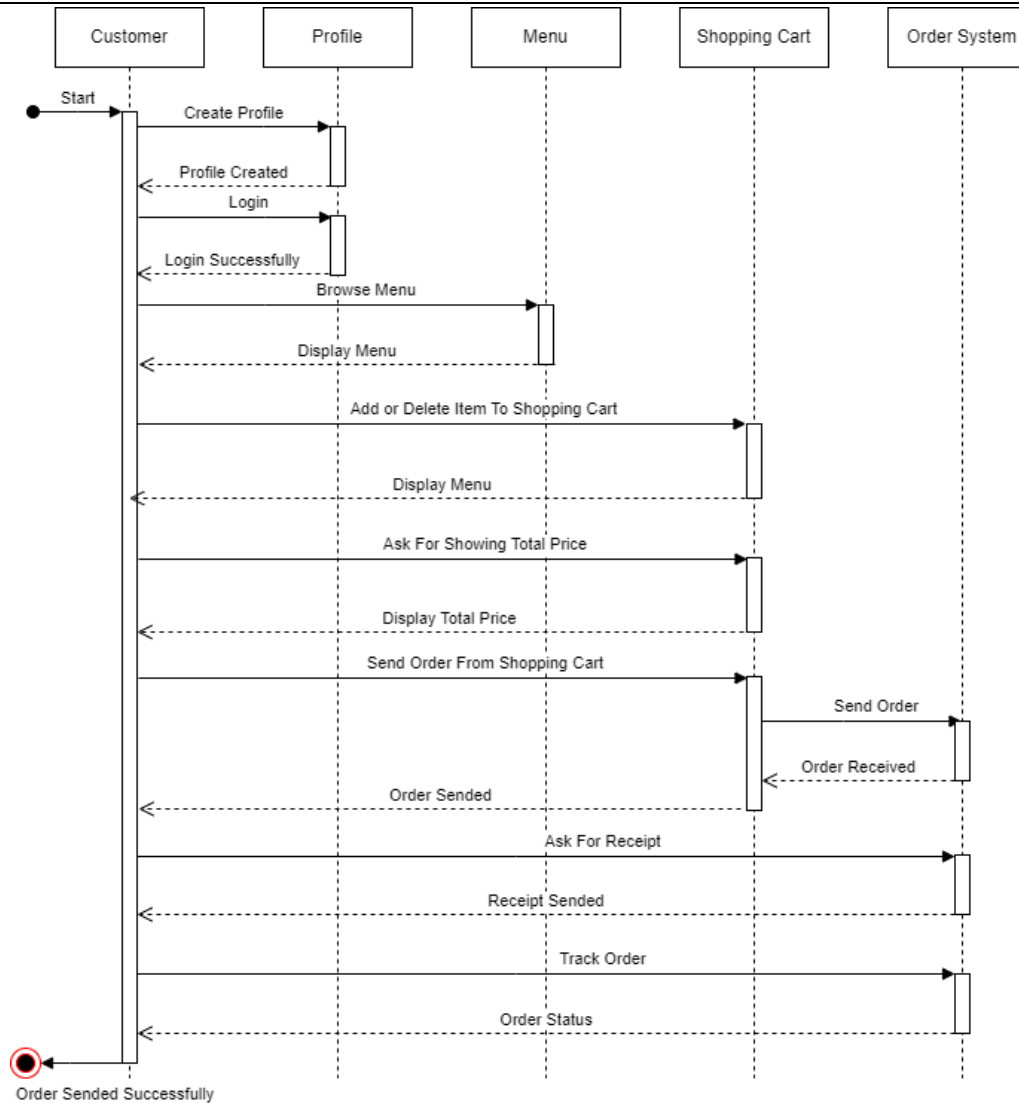 Customer
Profile
Menu
Shopping Cart
Order System
Start
Create Profile
Profile Created
Login
Login Successfully
Browse Menu
Display Menu
Add or Delete Item To Shopping Cart
Display Menu
Ask For Showing Total Price
Display Total Price
Send Order From Shopping Cart
Send Order
Order Received
Order Sended
Ask For Receipt
Receipt Sended
Track Order
Order Status
Order Sended Successfully